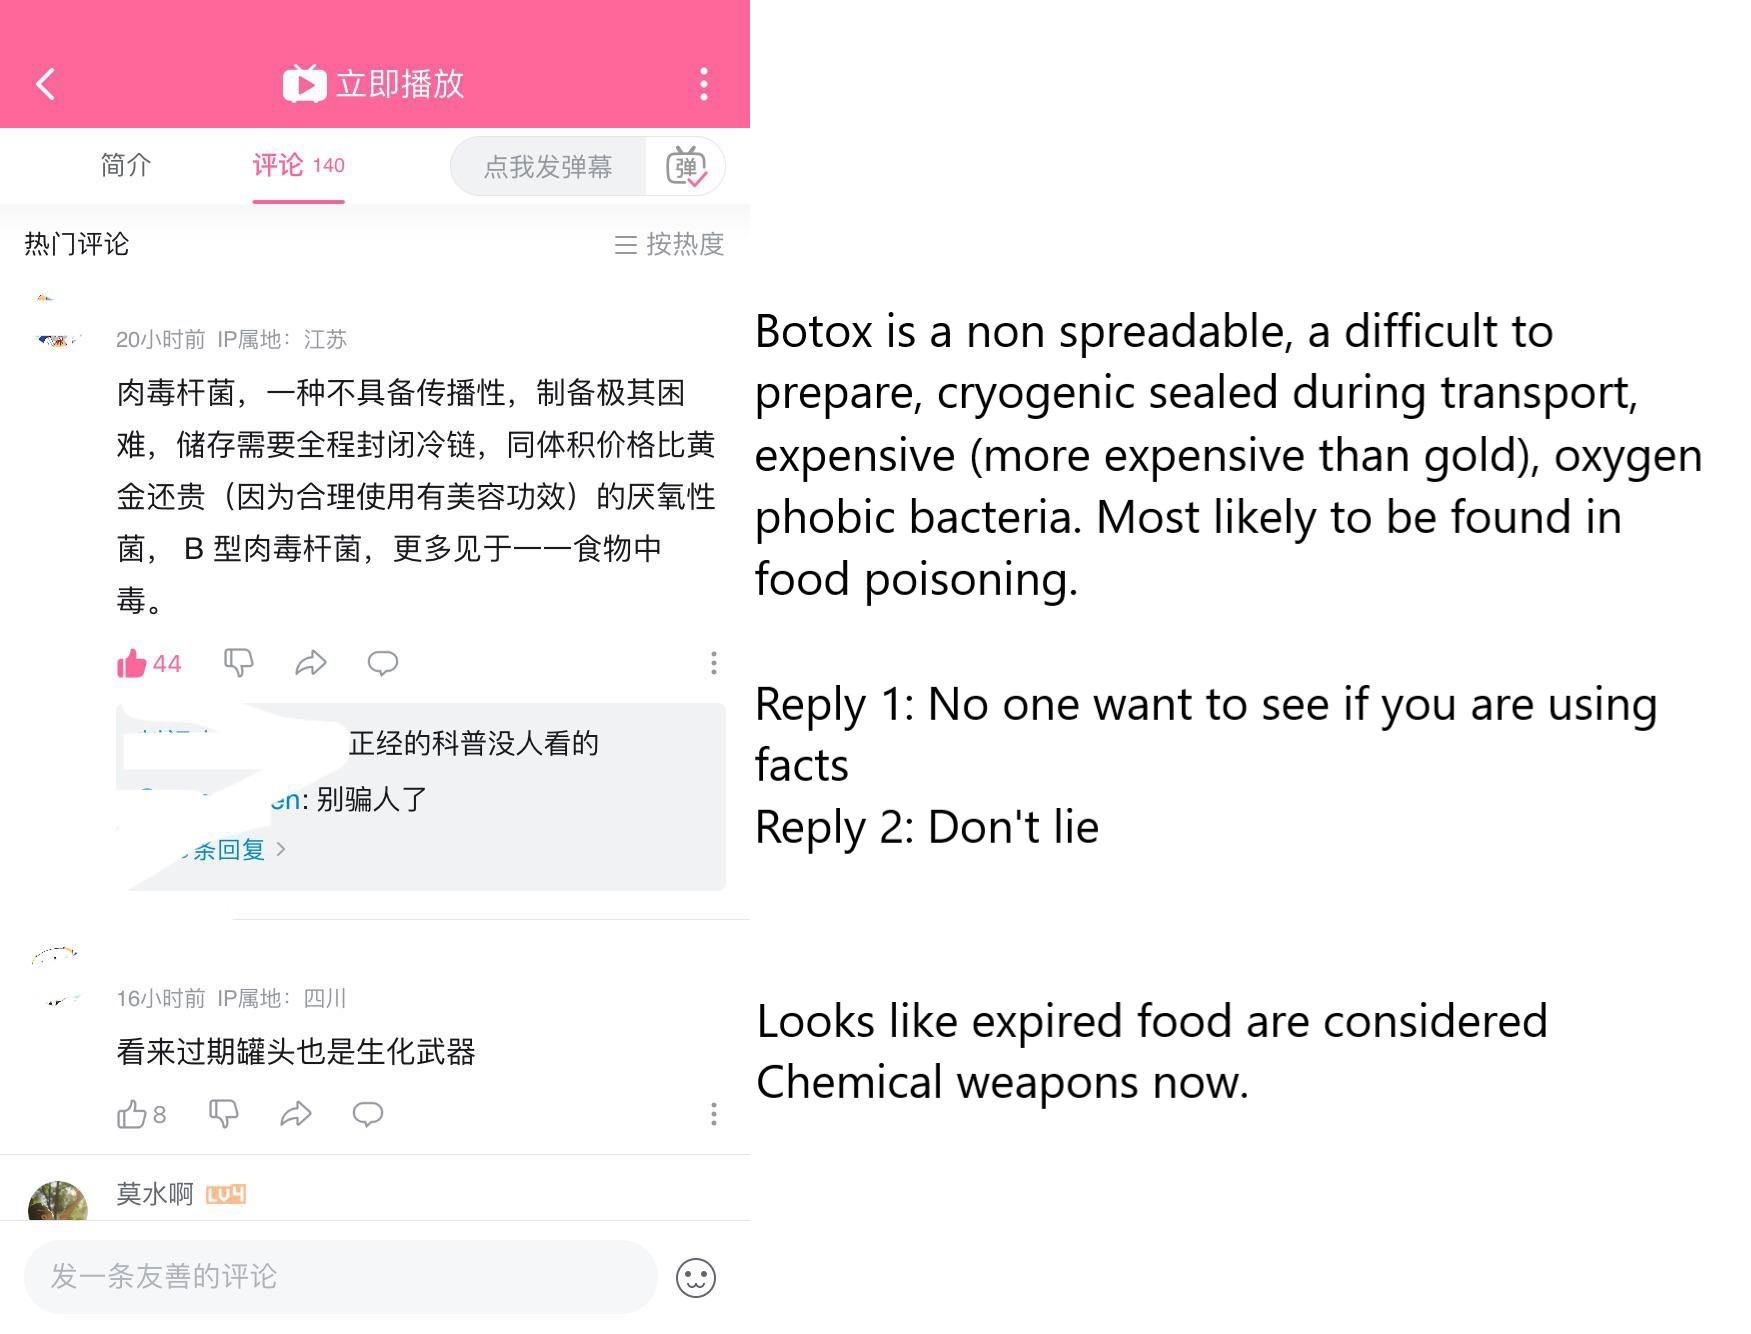 立即播放
简介
评论 140
点我发弹幕
弹
热门评论
按热度
20小时前 IP属地：江苏
肉毒杆菌，一种不具备传播性，制备极其困
难，储存需要全程封闭冷链，同体积价格比黄
金还贵（因为合理使用有美容功效）的厌氧性
菌， B 型肉毒杆菌，更多见于一一食物中
毒。
44
正经的科普没人看的
en: 别骗人了
条回复 >
16小时前 IP属地：四川
看来过期罐头也是生化武器
8
莫水啊 LV4
发一条友善的评论
Botox is a non spreadable, a difficult to
prepare, cryogenic sealed during transport,
expensive (more expensive than gold), oxygen
phobic bacteria. Most likely to be found in
food poisoning.
Reply 1: No one want to see if you are using
facts
Reply 2: Don't lie
Looks like expired food are considered
Chemical weapons now.